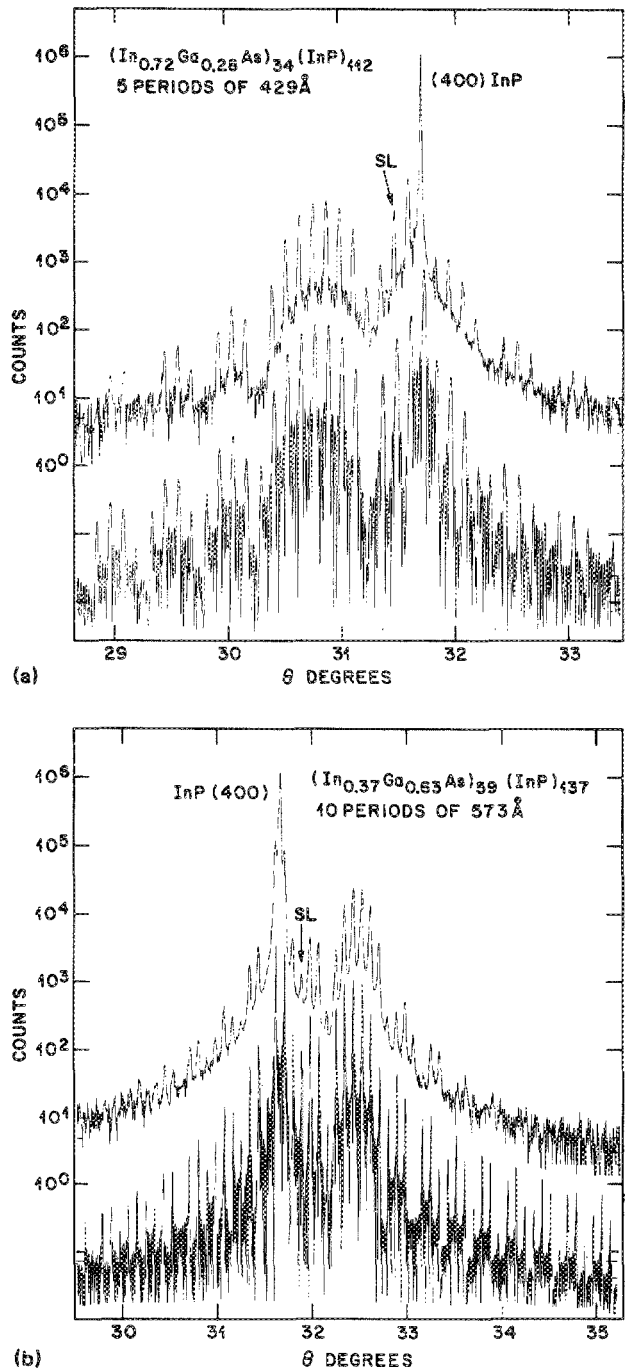 (In0.72Ga0.28As)34(InP)112
5 PERIODS OF 429Å
(400) InP
SL
10⁶
10⁵
10⁴
10³
10²
10¹
10⁰
COUNTS
29 30 31 32 33
θ DEGREES
(a)
InP (400)
(In0.37Ga0.63As)39(InP)137
10 PERIODS OF 573Å
SL
10⁶
10⁵
10⁴
10³
10²
10¹
10⁰
COUNTS
30 31 32 33 34 35
θ DEGREES
(b)